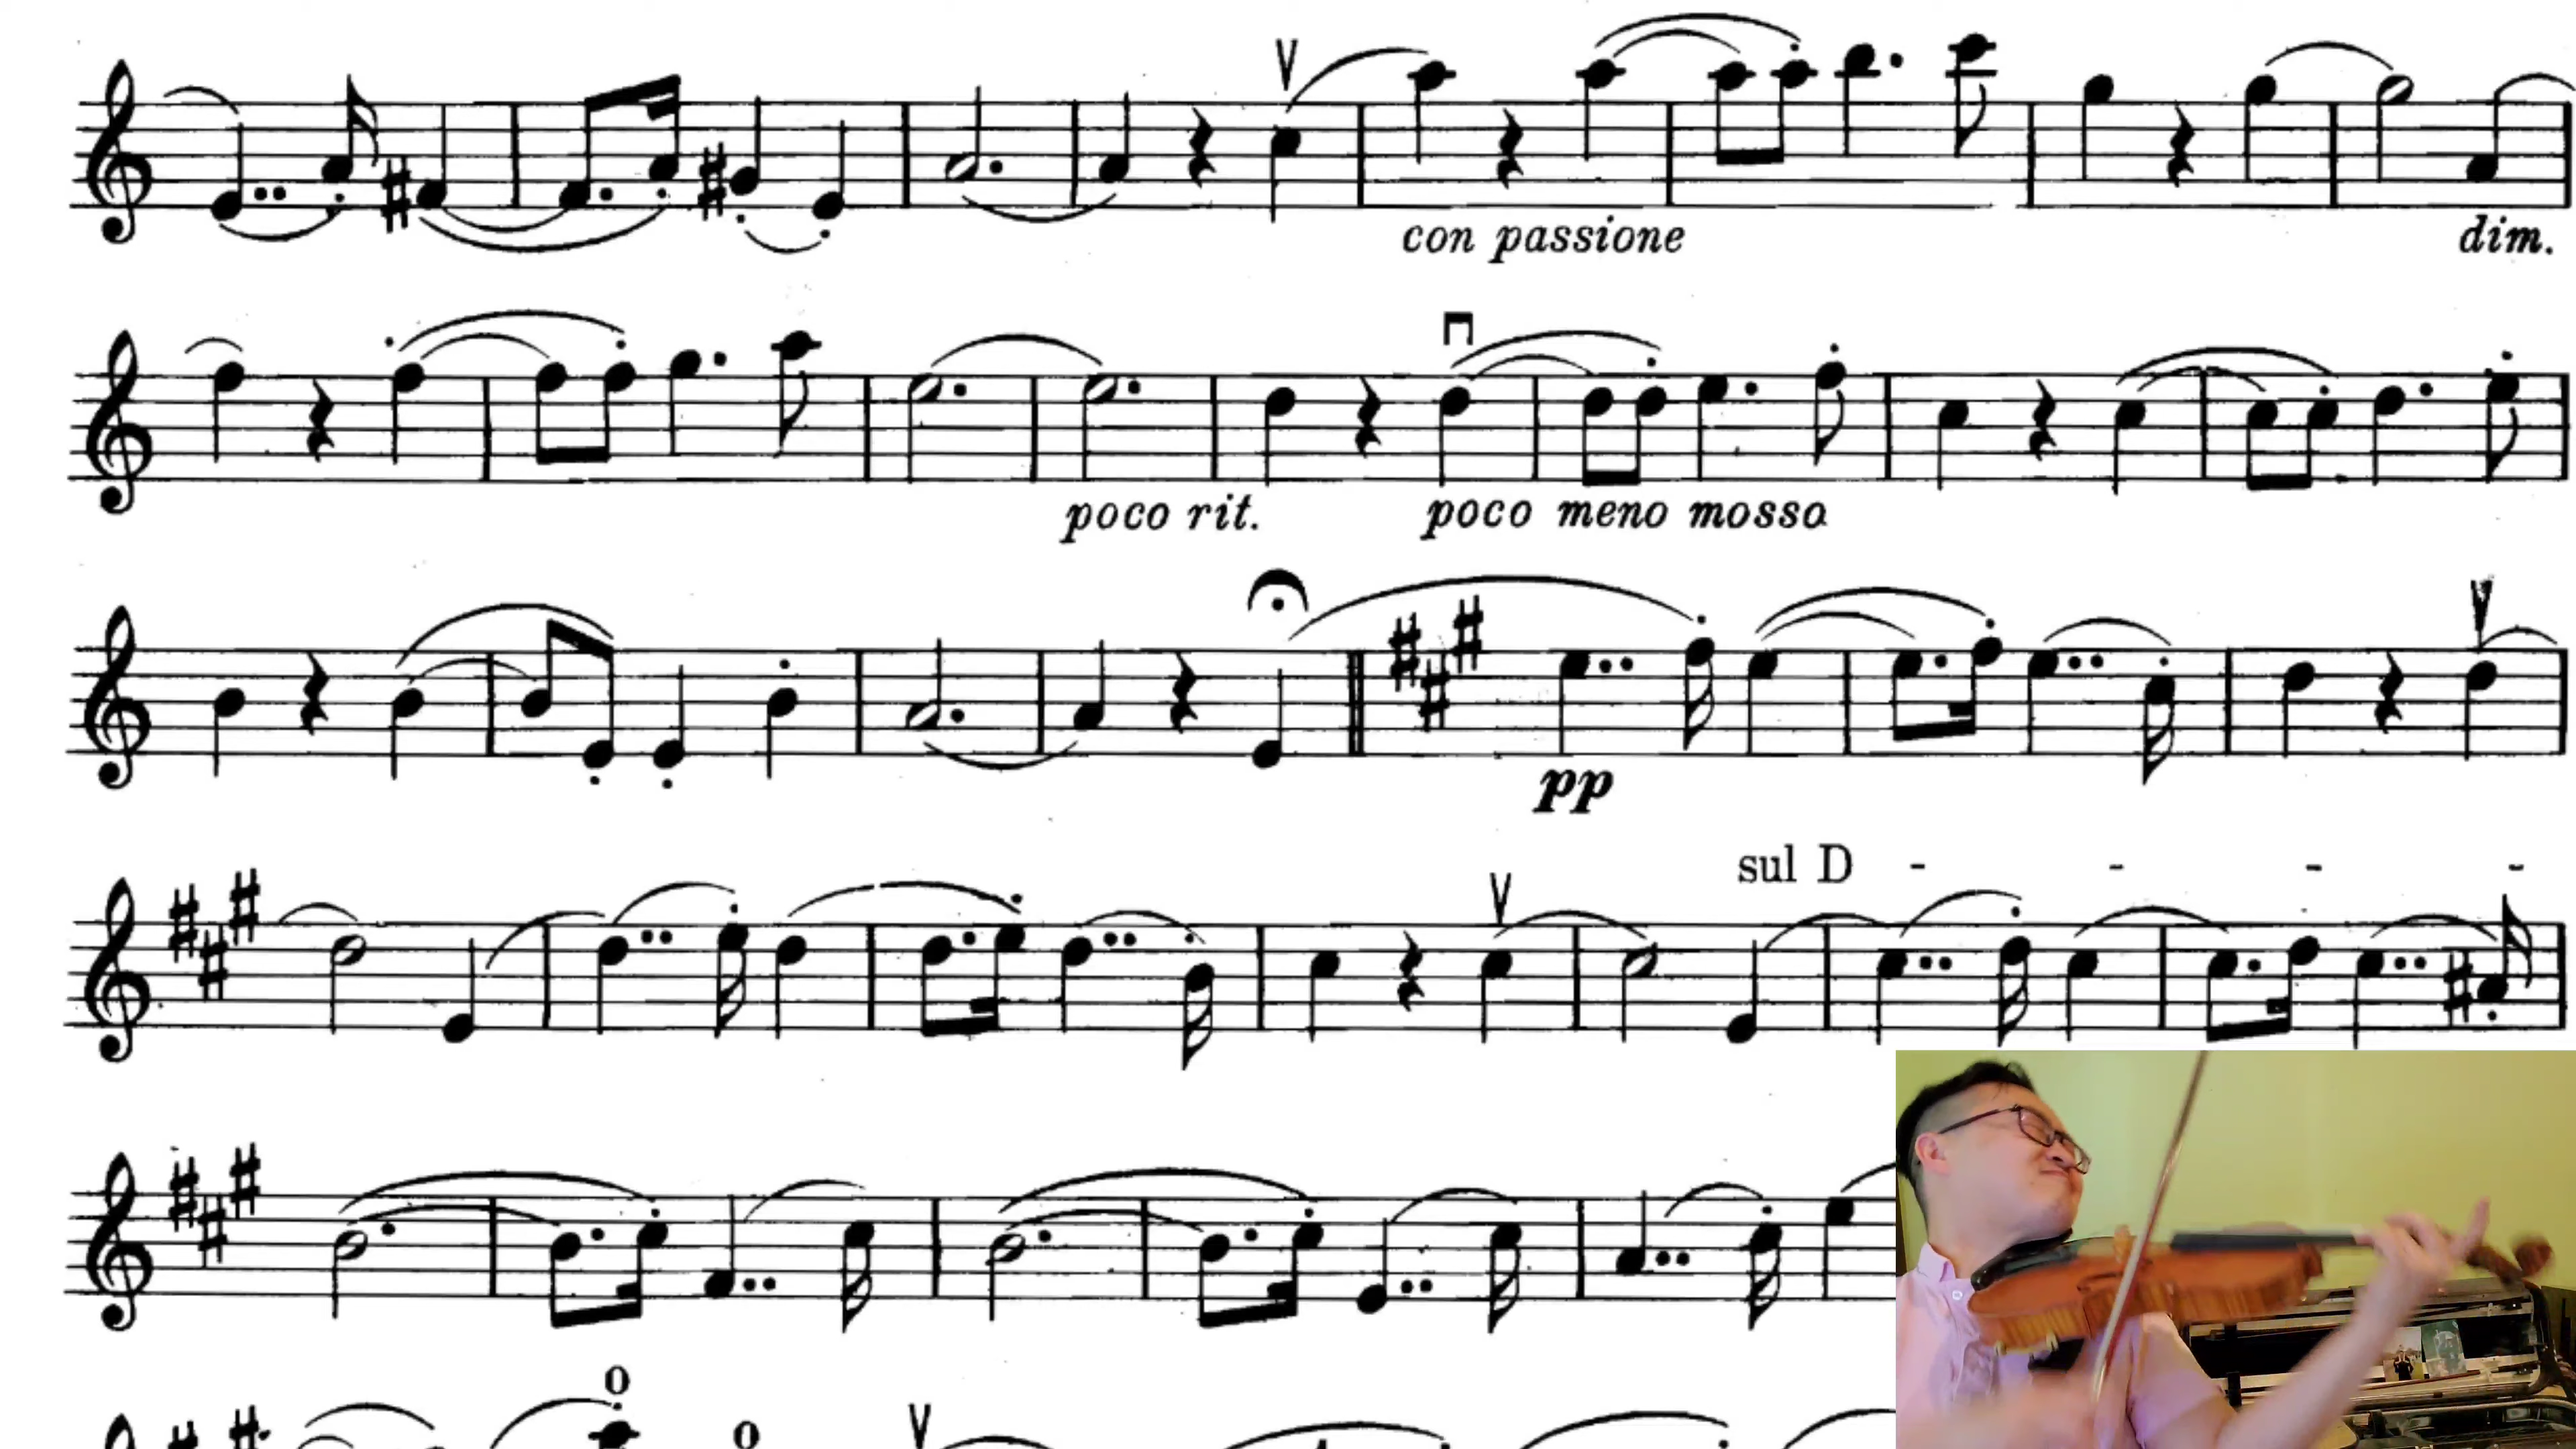 con passione
dim.
poco rit.
poco meno mosso
pp
sul D - - - -
o
o